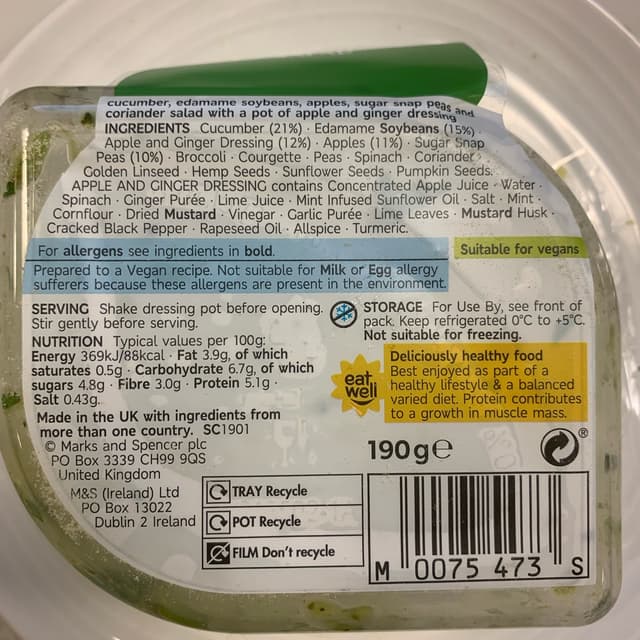 cucumber, edamame soybeans, apples, sugar snap peas and
coriander salad with a pot of apple and ginger dressing
INGREDIENTS Cucumber (21%) · Edamame Soybeans (15%) ·
Apple and Ginger Dressing (12%) · Apples (11%) · Sugar Snap
Peas (10%) · Broccoli · Courgette · Peas · Spinach · Coriander ·
Golden Linseed · Hemp Seeds · Sunflower Seeds · Pumpkin Seeds.
APPLE AND GINGER DRESSING contains Concentrated Apple Juice · Water ·
Spinach · Ginger Purée · Lime Juice · Mint Infused Sunflower Oil · Salt · Mint ·
Cornflour · Dried Mustard · Vinegar · Garlic Purée · Lime Leaves · Mustard Husk ·
Cracked Black Pepper · Rapeseed Oil · Allspice · Turmeric.
For allergens see ingredients in bold.
Suitable for vegans
Prepared to a Vegan recipe. Not suitable for Milk or Egg allergy
sufferers because these allergens are present in the environment.
SERVING Shake dressing pot before opening.
Stir gently before serving.
STORAGE For Use By, see front of
pack. Keep refrigerated 0°C to +5°C.
Not suitable for freezing.
NUTRITION Typical values per 100g:
Energy 369kJ/88kcal · Fat 3.9g, of which
saturates 0.5g · Carbohydrate 6.7g, of which
sugars 4.8g · Fibre 3.0g · Protein 5.1g ·
Salt 0.43g.
eat
well
Deliciously healthy food
Best enjoyed as part of a
healthy lifestyle & a balanced
varied diet. Protein contributes
to a growth in muscle mass.
Made in the UK with ingredients from
more than one country. SC1901
© Marks and Spencer plc
PO Box 3339 CH99 9QS
United Kingdom
M&S (Ireland) Ltd
PO Box 13022
Dublin 2 Ireland
190g℮
®
TRAY Recycle
POT Recycle
FILM Don't recycle
M 0075 473 S